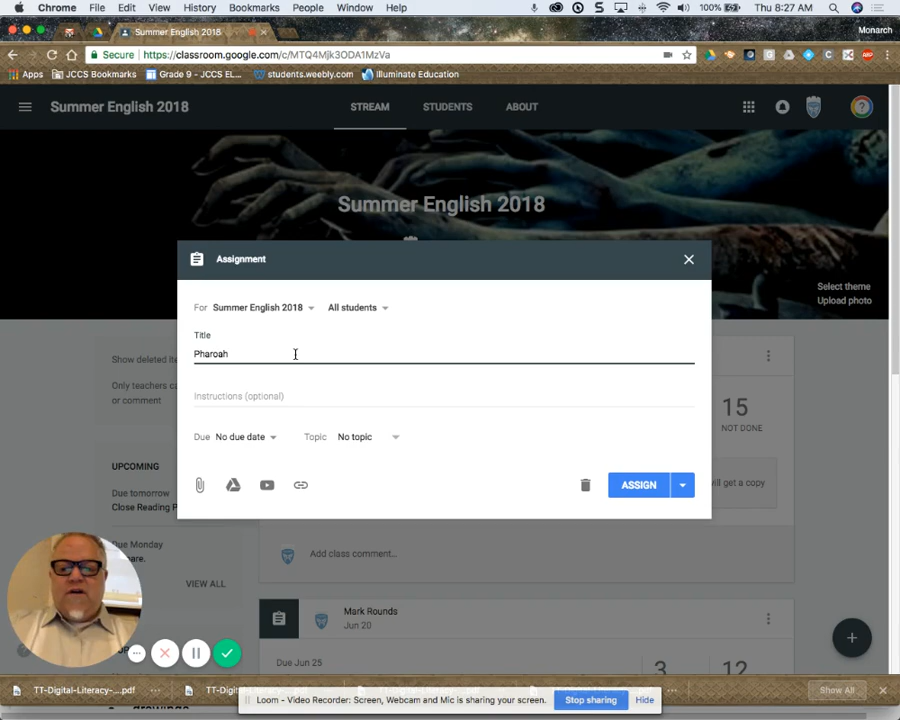 Chrome File Edit View History Bookmarks People Window Help 100% Thu 8:27 AM
Summer English 2018 Monarch
Secure https://classroom.google.com/c/MTQ4Mjk3ODA1MzVa
Apps JCCS Bookmarks Grade 9 - JCCS EL... students.weebly.com Illuminate Education
Summer English 2018 STREAM STUDENTS ABOUT
Summer English 2018
Assignment
Select theme
Upload photo
For Summer English 2018 All students
Title
Pharoah
Show deleted ite
Only teachers c
or comment
Instructions (optional)
15
NOT DONE
Due No due date Topic No topic
UPCOMING
Due tomorrow
Close Reading P
ASSIGN
will get a copy
Due Monday
are.
Add class comment...
VIEW ALL
Mark Rounds
Jun 20
Due Jun 25
3 12
TT-Digital-Literacy-....pdf TT-Dig
Show All
Loom - Video Recorder: Screen, Webcam and Mic is sharing your screen. Stop sharing Hide